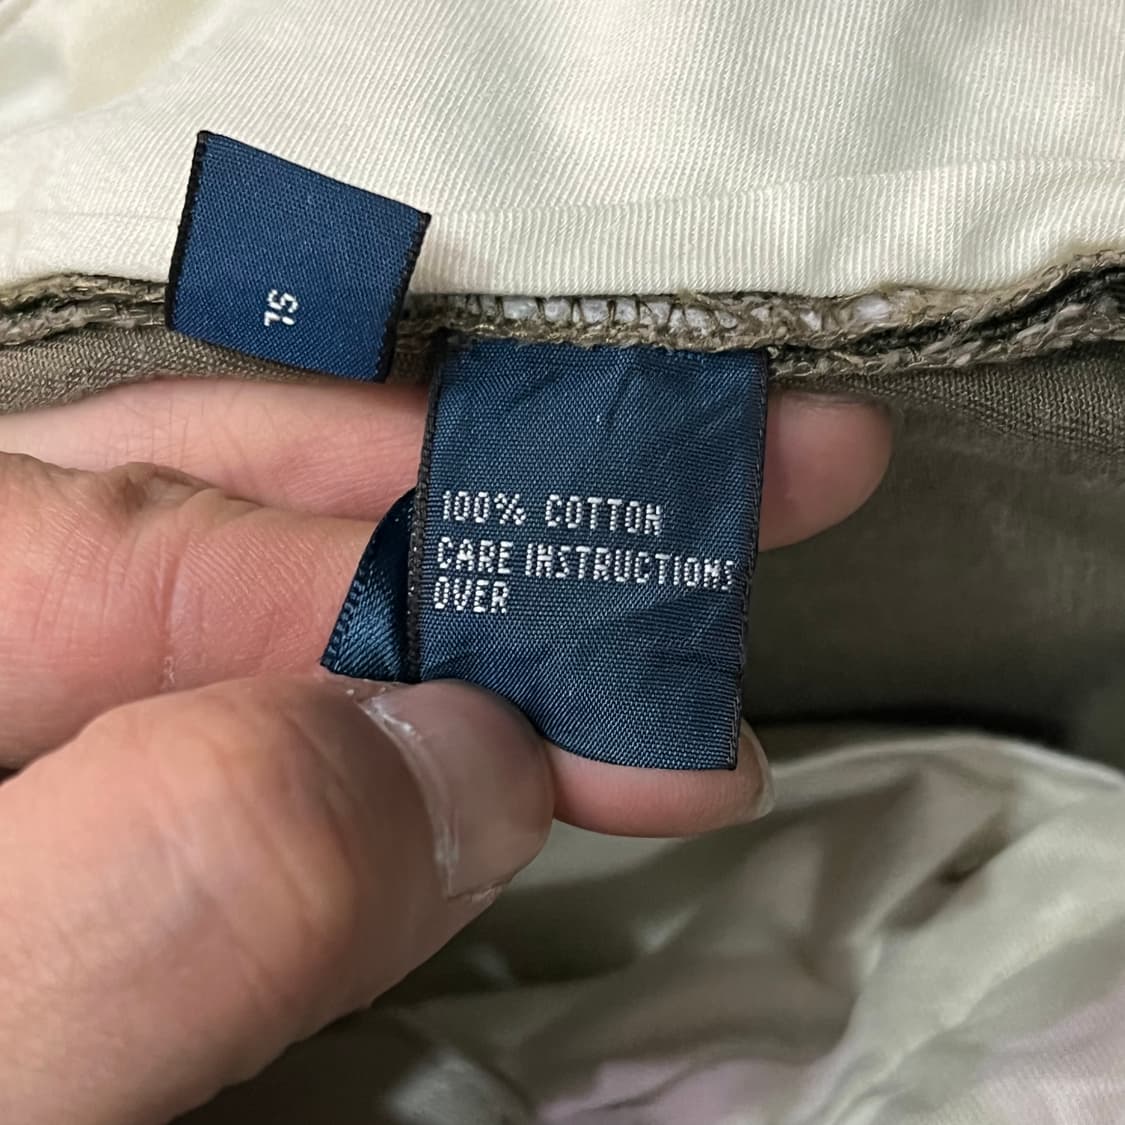 100% COTTON
CARE INSTRUCTIONS
OVER